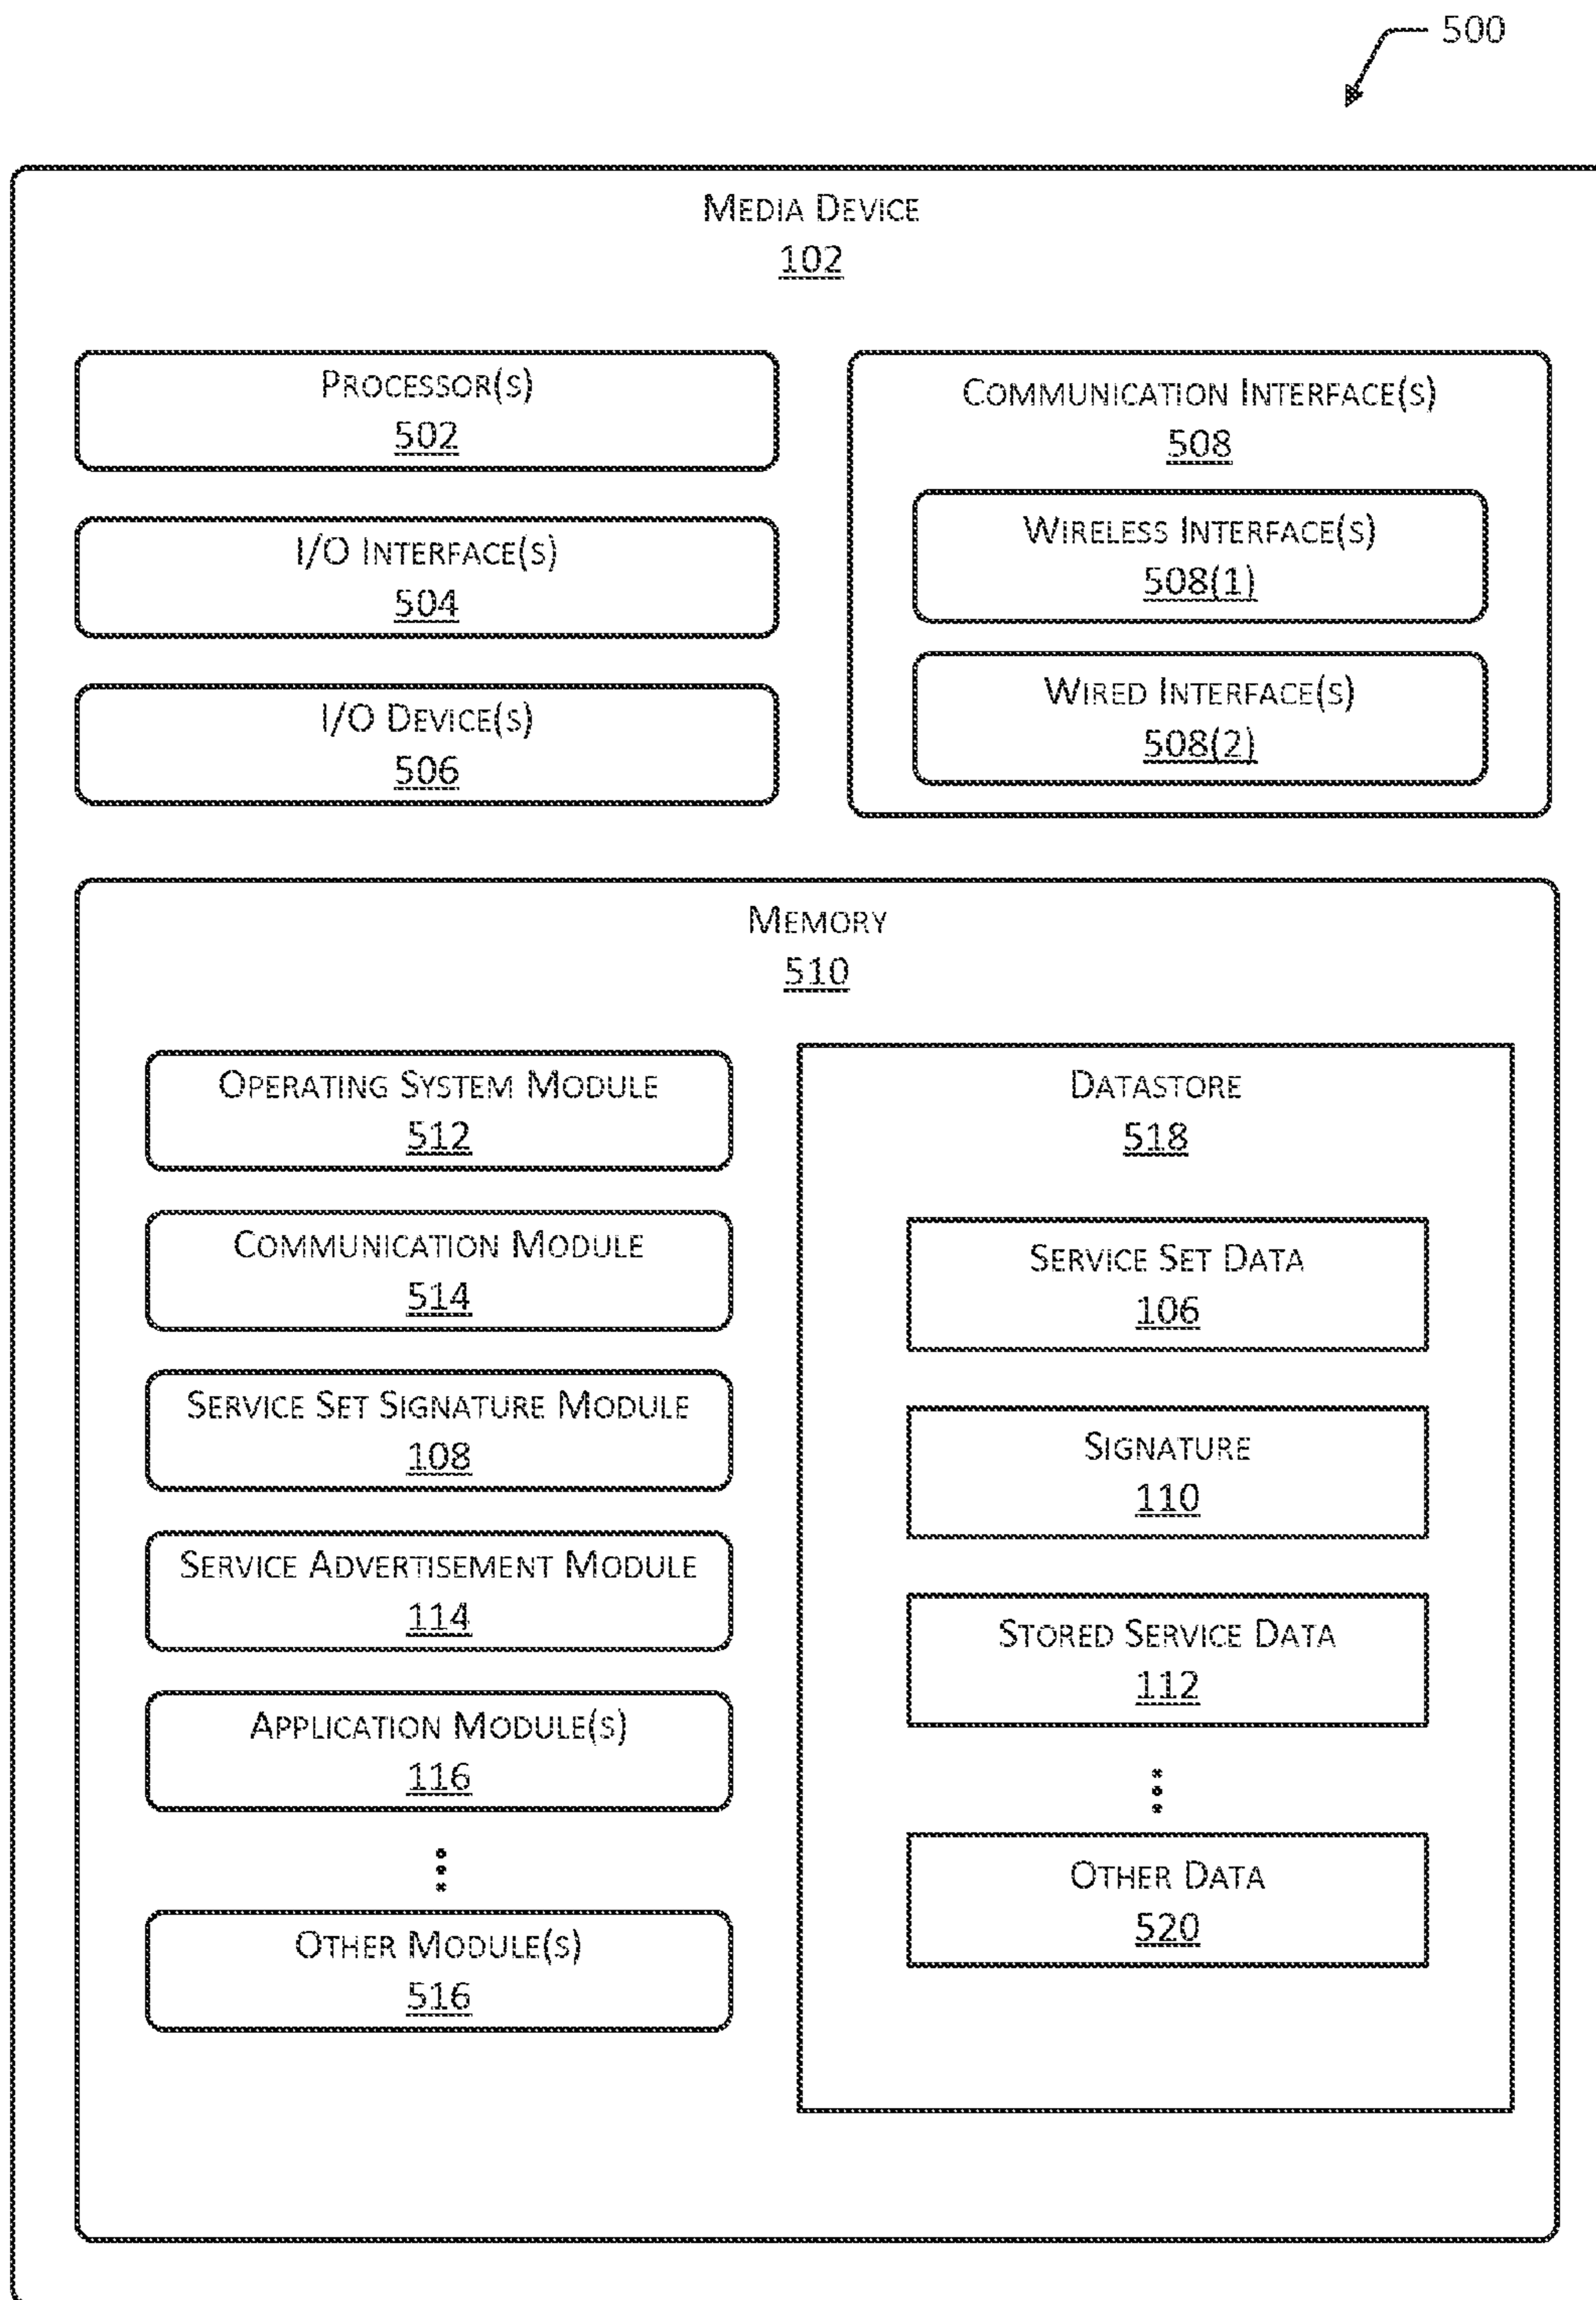 500
Media Device
102
Processor(s)
502
I/O Interface(s)
504
I/O Device(s)
506
Communication Interface(s)
508
Wireless Interface(s)
508(1)
Wired Interface(s)
508(2)
Memory
510
Operating System Module
512
Communication Module
514
Service Set Signature Module
108
Service Advertisement Module
114
Application Module(s)
116
Other Module(s)
516
Datastore
518
Service Set Data
106
Signature
110
Stored Service Data
112
Other Data
520